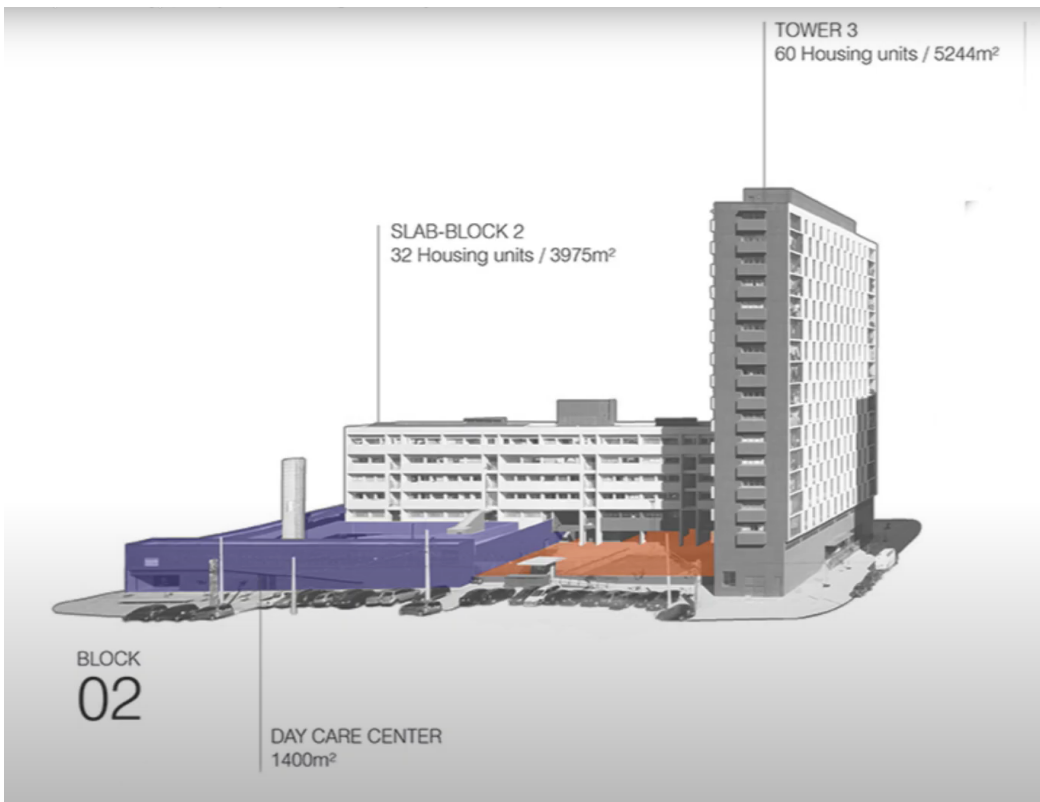 TOWER 3
60 Housing units / 5244m²
SLAB-BLOCK 2
32 Housing units / 3975m²
BLOCK
02
DAY CARE CENTER
1400m²